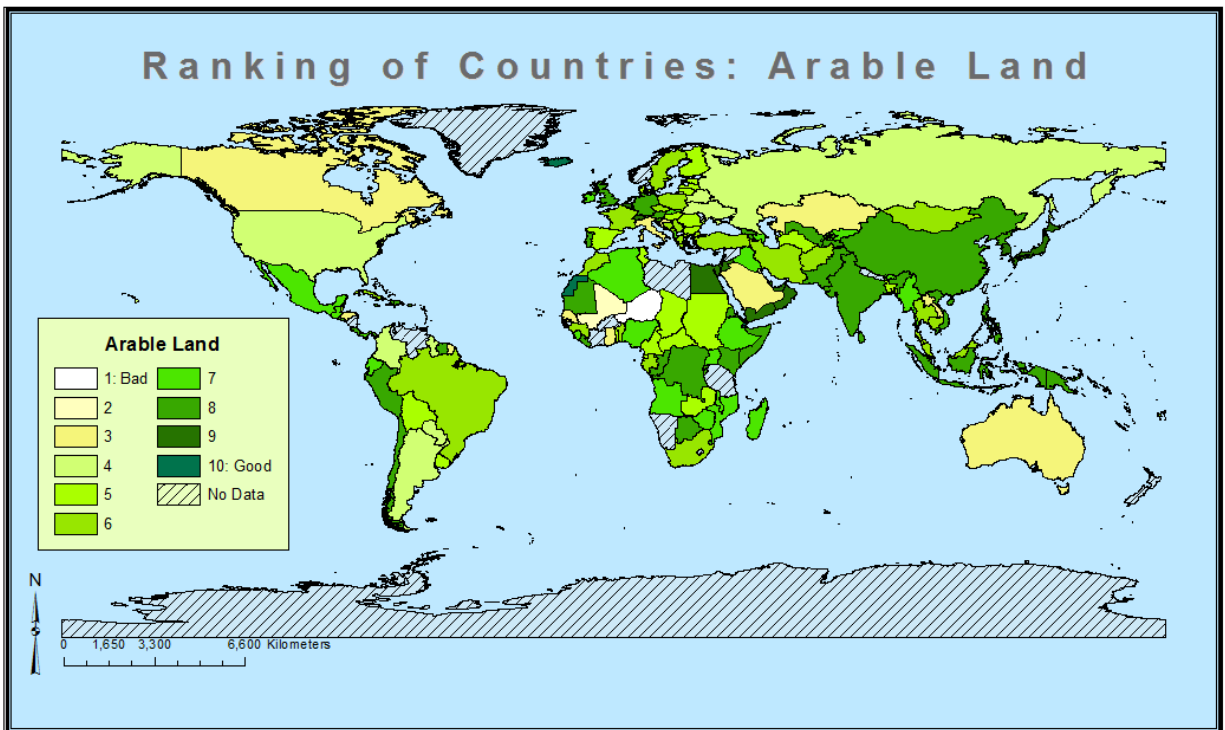 Ranking of Countries: Arable Land
Arable Land
1: Bad
2
3
4
5
6
7
8
9
10: Good
No Data
N
0 1,650 3,300 6,600 Kilometers